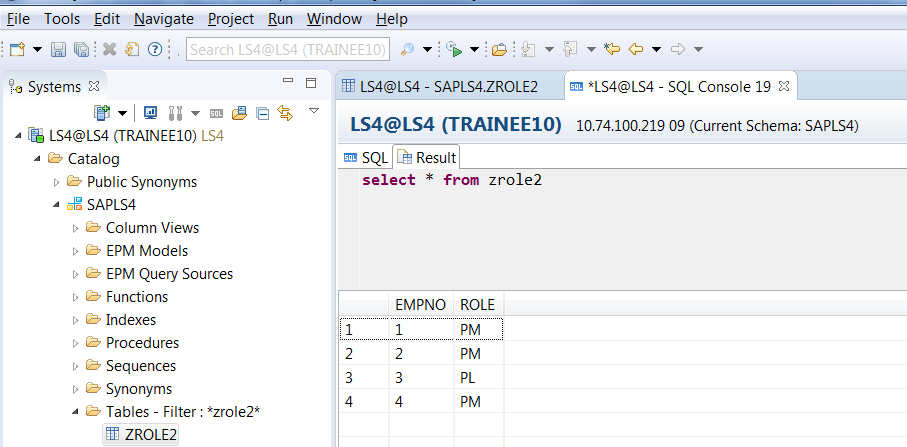 File Edit Navigate Project Run Window Help
Search LS4@LS4 (TRAINEE10)
Systems
LS4@LS4 (TRAINEE10) LS4
Catalog
Public Synonyms
SAPLS4
Column Views
EPM Models
EPM Query Sources
Functions
Indexes
Procedures
Sequences
Synonyms
Tables - Filter : *zrole2*
ZROLE2
LS4@LS4 - SAPLS4.ZROLE2
*LS4@LS4 - SQL Console 19
LS4@LS4 (TRAINEE10) 10.74.100.219 09 (Current Schema: SAPLS4)
SQL Result
select * from zrole2
EMPNO ROLE
1 1 PM
2 2 PM
3 3 PL
4 4 PM